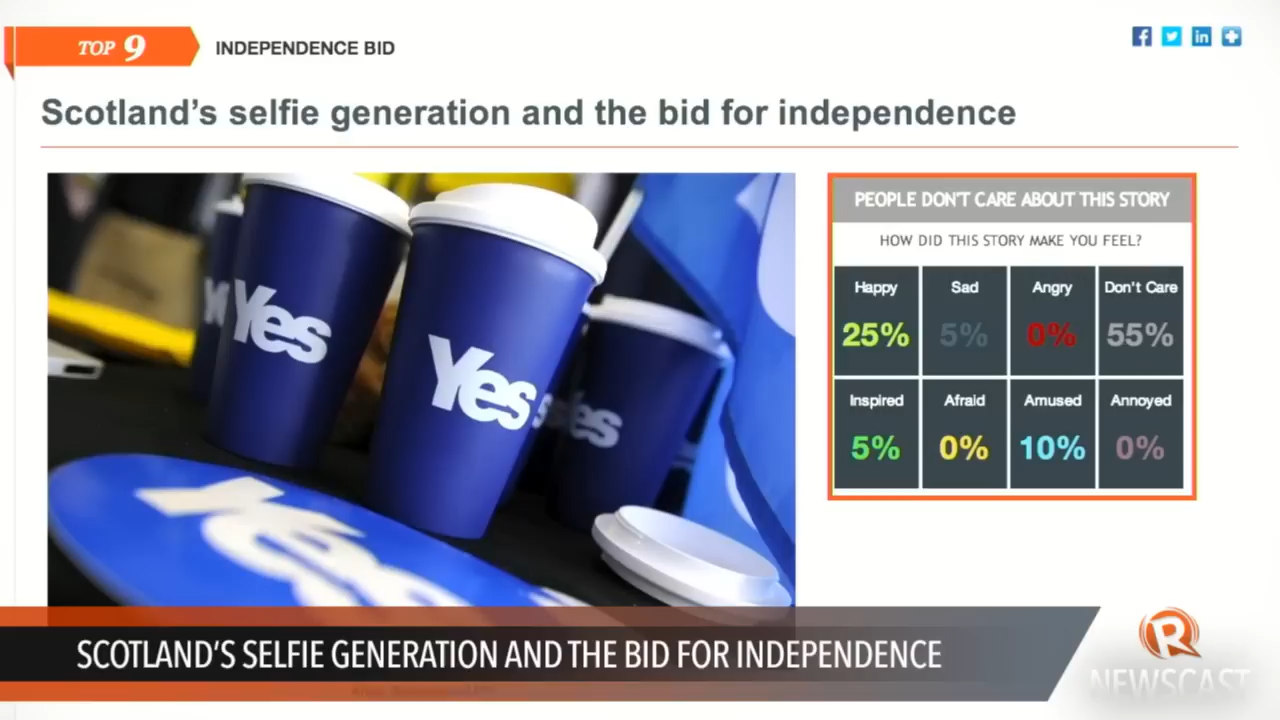 TOP 9
INDEPENDENCE BID
Scotland's selfie generation and the bid for independence
PEOPLE DON'T CARE ABOUT THIS STORY
HOW DID THIS STORY MAKE YOU FEEL?
Happy Sad Angry Don't Care
25% 5% 0% 55%
Inspired Afraid Amused Annoyed
5% 0% 10% 0%
Yes
Yes
Yes
SCOTLAND'S SELFIE GENERATION AND THE BID FOR INDEPENDENCE
R
NEWSCAST